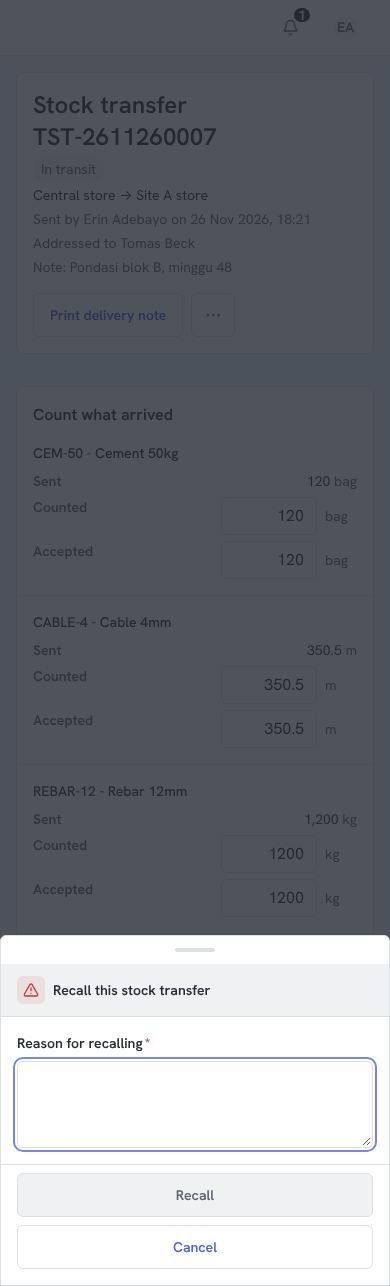 1
EA
Stock transfer
TST-2611260007
In transit
Central store → Site A store
Sent by Erin Adebayo on 26 Nov 2026, 18:21
Addressed to Tomas Beck
Note: Pondasi blok B, minggu 48
Print delivery note
Count what arrived
CEM-50 - Cement 50kg
Sent 120 bag
Counted 120 bag
Accepted 120 bag
CABLE-4 - Cable 4mm
Sent 350.5 m
Counted 350.5 m
Accepted 350.5 m
REBAR-12 - Rebar 12mm
Sent 1,200 kg
Counted 1200 kg
Accepted 1200 kg
Recall this stock transfer
Reason for recalling*
Recall
Cancel